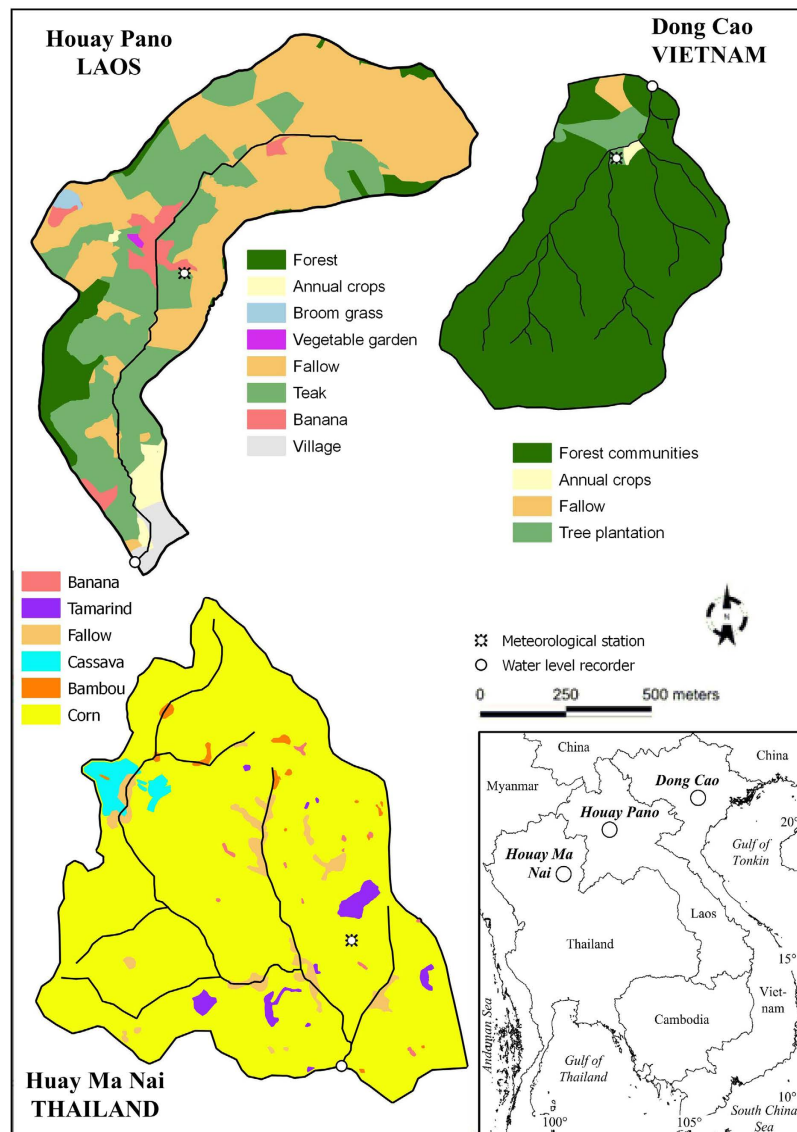 Houay Pano
LAOS
Dong Cao
VIETNAM
Forest
Annual crops
Broom grass
Vegetable garden
Fallow
Teak
Banana
Village
Forest communities
Annual crops
Fallow
Tree plantation
Banana
Tamarind
Fallow
Cassava
Bambou
Corn
Meteorological station
Water level recorder
0 250 500 meters
Huay Ma Nai
THAILAND
China
China
Myanmar
Dong Cao
Houay Pano
20°
Gulf of
Tonkin
Houay Ma
Nai
Laos
Thailand
15°
Viet-
nam
Cambodia
Andaman Sea
Gulf of
Thailand
10°
100°
105°
South China
Sea